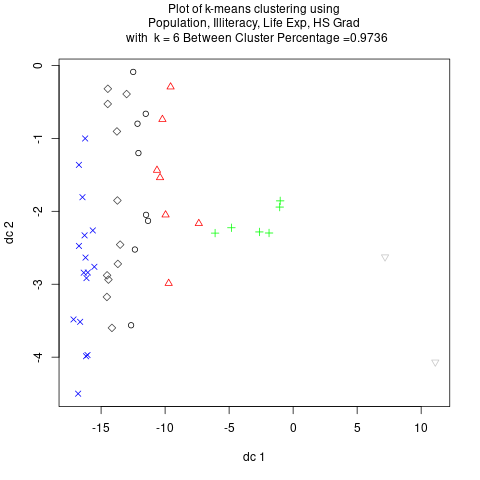 Plot of k-means clustering using
Population, Illiteracy, Life Exp, HS Grad
with k = 6 Between Cluster Percentage =0.9736
0
-1
-2
-3
-4
dc 2
-15 -10 -5 0 5 10
dc 1